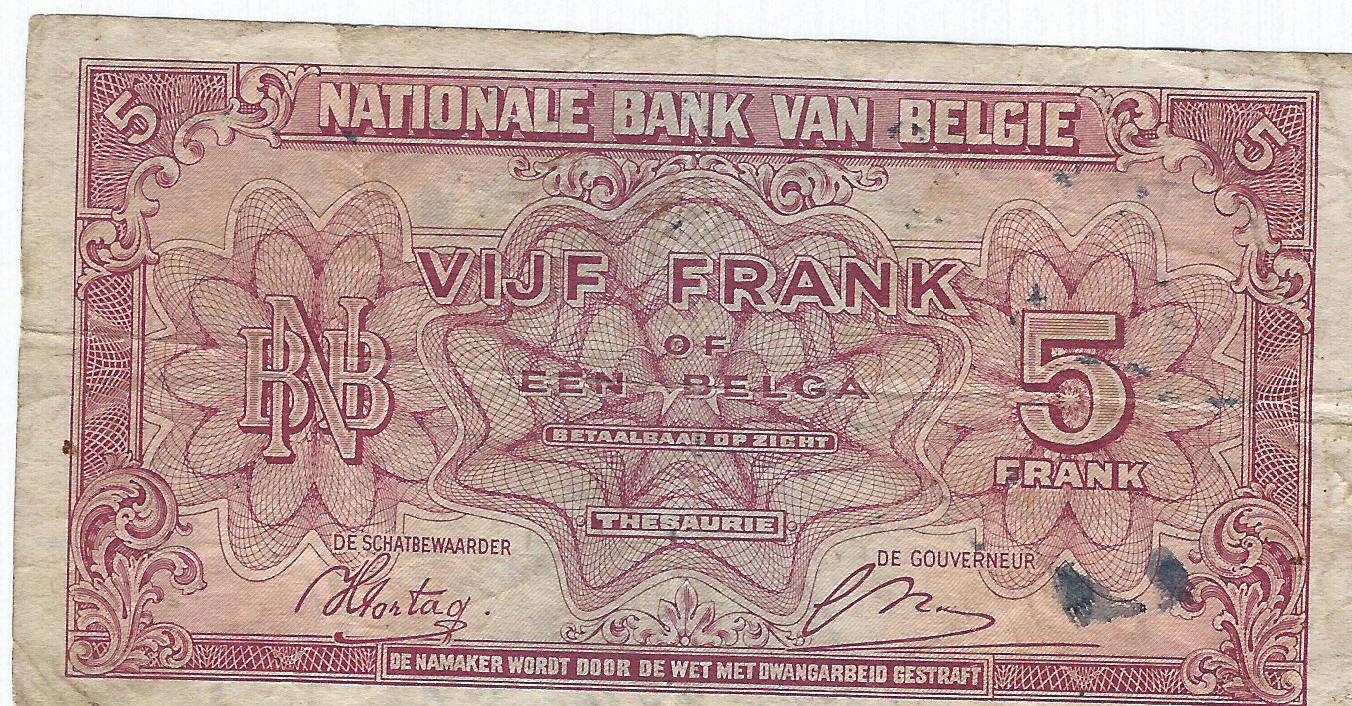 5 NATIONALE BANK VAN BELGIE 5
VIJF FRANK
OF
EEN BELGA
BNB
5
FRANK
BETAALBAAR OP ZICHT
THESAURIE
DE SCHATBEWAARDER
DE GOUVERNEUR
DE NAMAKER WORDT DOOR DE WET MET DWANGARBEID GESTRAFT